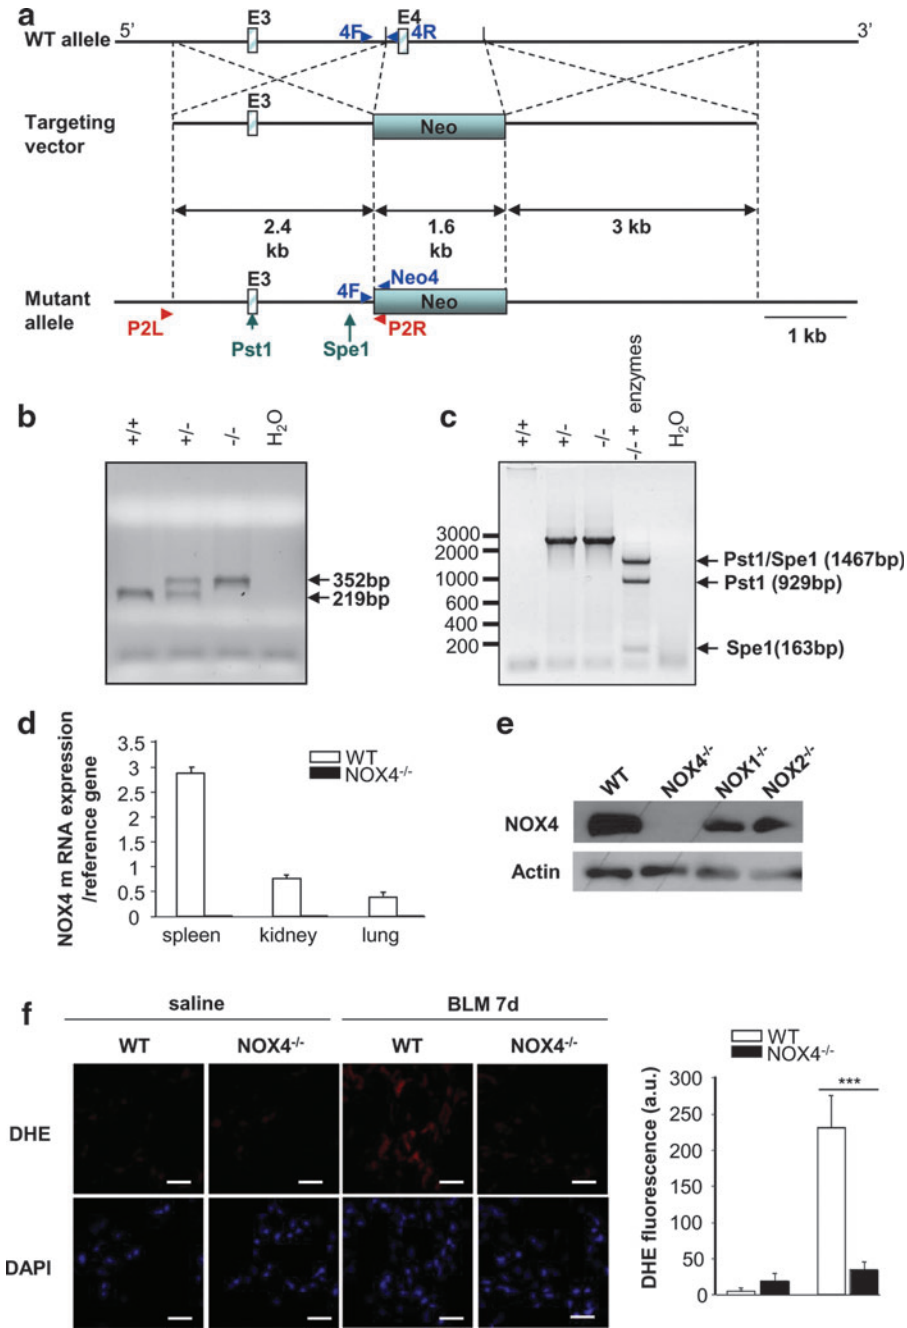 a
5’ E3 4F E4 4R 3’
WT allele
E3
Targeting vector
Neo
2.4 kb
1.6 kb
3 kb
Mutant allele
E3 4F Neo4
Neo
P2L
Pst1
Spe1
P2R
1 kb
b
+/+ +/- -/- H2O
352bp
219bp
c
+/+ +/- -/- -/- + enzymes H2O
3000
2000
1000
600
400
200
Pst1/Spe1 (1467bp)
Pst1 (929bp)
Spe1(163bp)
d
NOX4 m RNA expression
/reference gene
3.5
3
2.5
2
1.5
1
0.5
0
WT
NOX4-/-
spleen kidney lung
e
WT NOX4-/- NOX1-/- NOX2-/-
NOX4
Actin
f
saline BLM 7d
WT NOX4-/- WT NOX4-/-
DHE
DAPI
WT
NOX4-/-
DHE fluorescence (a.u.)
300
250
200
150
100
50
0
***